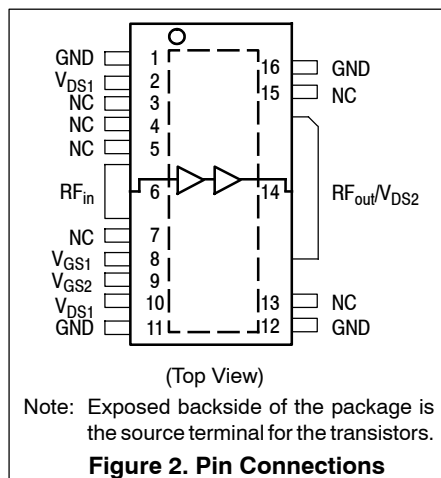 GND 1 16 GND
VDS1 2
NC 3 15 NC
NC 4
NC 5
RFin 6 14 RFout/VDS2
NC 7
VGS1 8
VGS2 9
VDS1 10 13 NC
GND 11 12 GND
(Top View)
Note: Exposed backside of the package is
the source terminal for the transistors.
Figure 2. Pin Connections